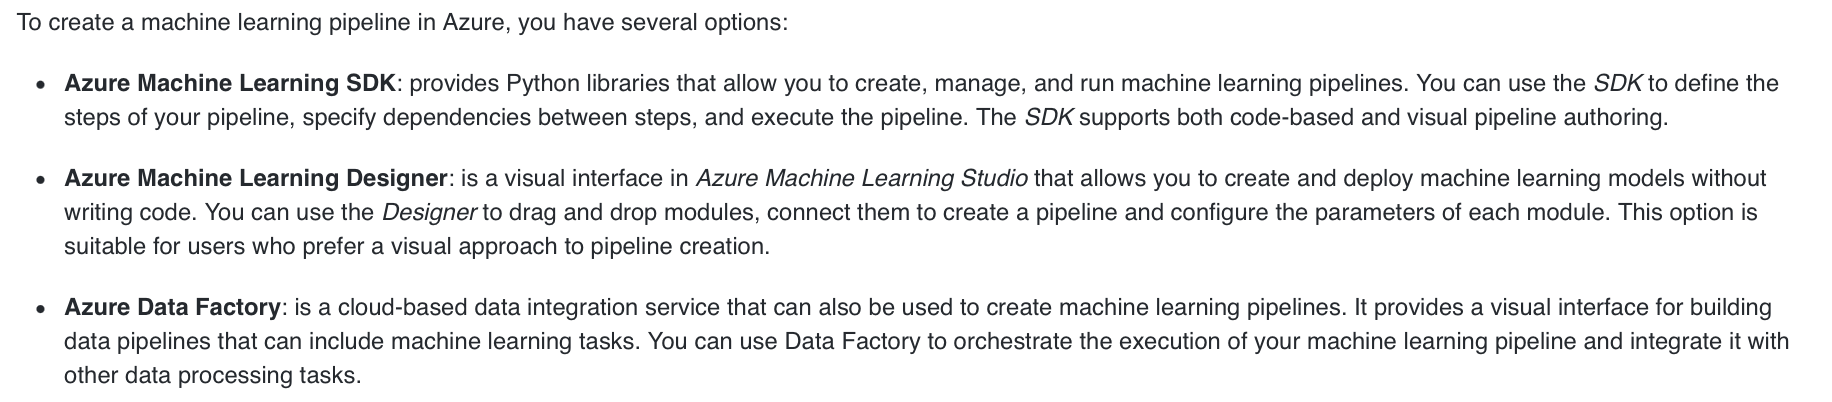 To create a machine learning pipeline in Azure, you have several options:
• Azure Machine Learning SDK: provides Python libraries that allow you to create, manage, and run machine learning pipelines. You can use the SDK to define the
steps of your pipeline, specify dependencies between steps, and execute the pipeline. The SDK supports both code-based and visual pipeline authoring.
• Azure Machine Learning Designer: is a visual interface in Azure Machine Learning Studio that allows you to create and deploy machine learning models without
writing code. You can use the Designer to drag and drop modules, connect them to create a pipeline and configure the parameters of each module. This option is
suitable for users who prefer a visual approach to pipeline creation.
• Azure Data Factory: is a cloud-based data integration service that can also be used to create machine learning pipelines. It provides a visual interface for building
data pipelines that can include machine learning tasks. You can use Data Factory to orchestrate the execution of your machine learning pipeline and integrate it with
other data processing tasks.